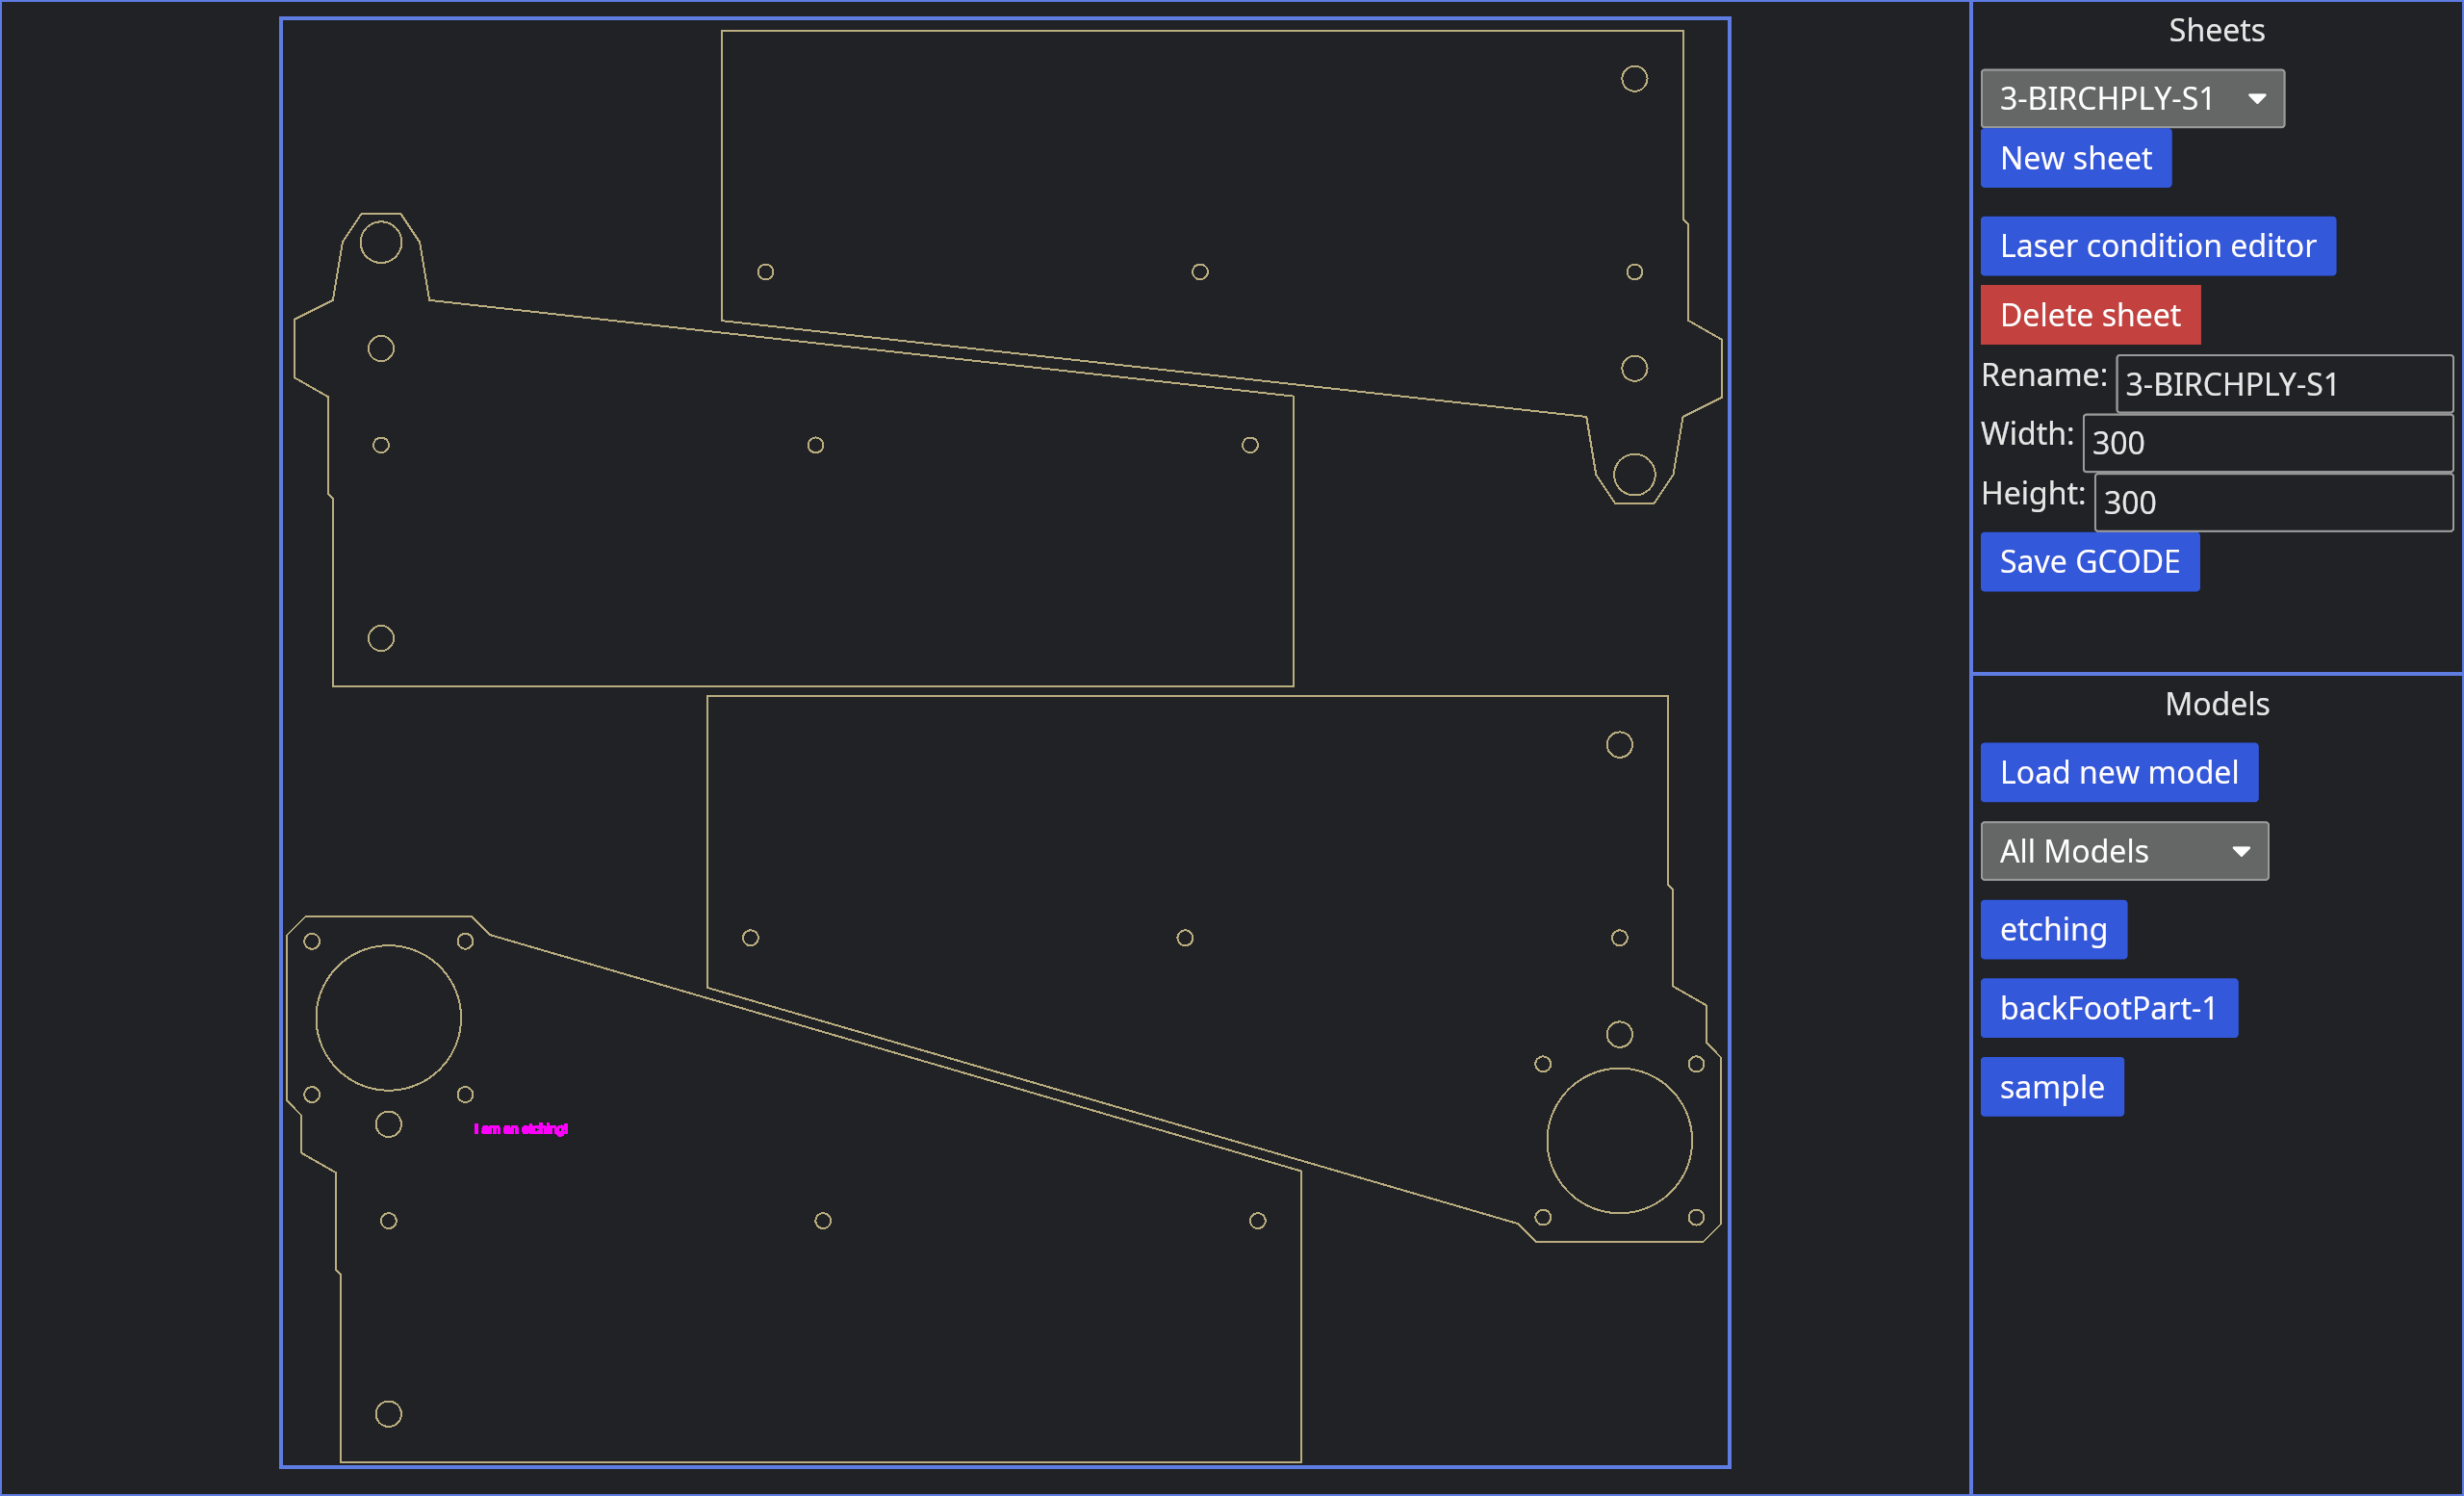 Sheets
3-BIRCHPLY-S1
New sheet
Laser condition editor
Delete sheet
Rename: 3-BIRCHPLY-S1
Width: 300
Height: 300
Save GCODE
Models
Load new model
All Models
etching
backFootPart-1
sample
I am an etching!